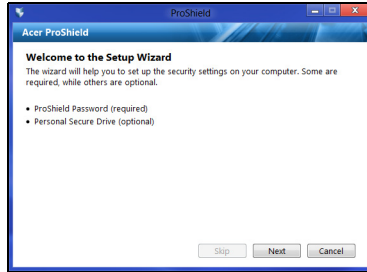 ProShield
Acer ProShield
Welcome to the Setup Wizard
The wizard will help you to set up the security settings on your computer. Some are
required, while others are optional.
• ProShield Password (required)
• Personal Secure Drive (optional)
Skip Next Cancel